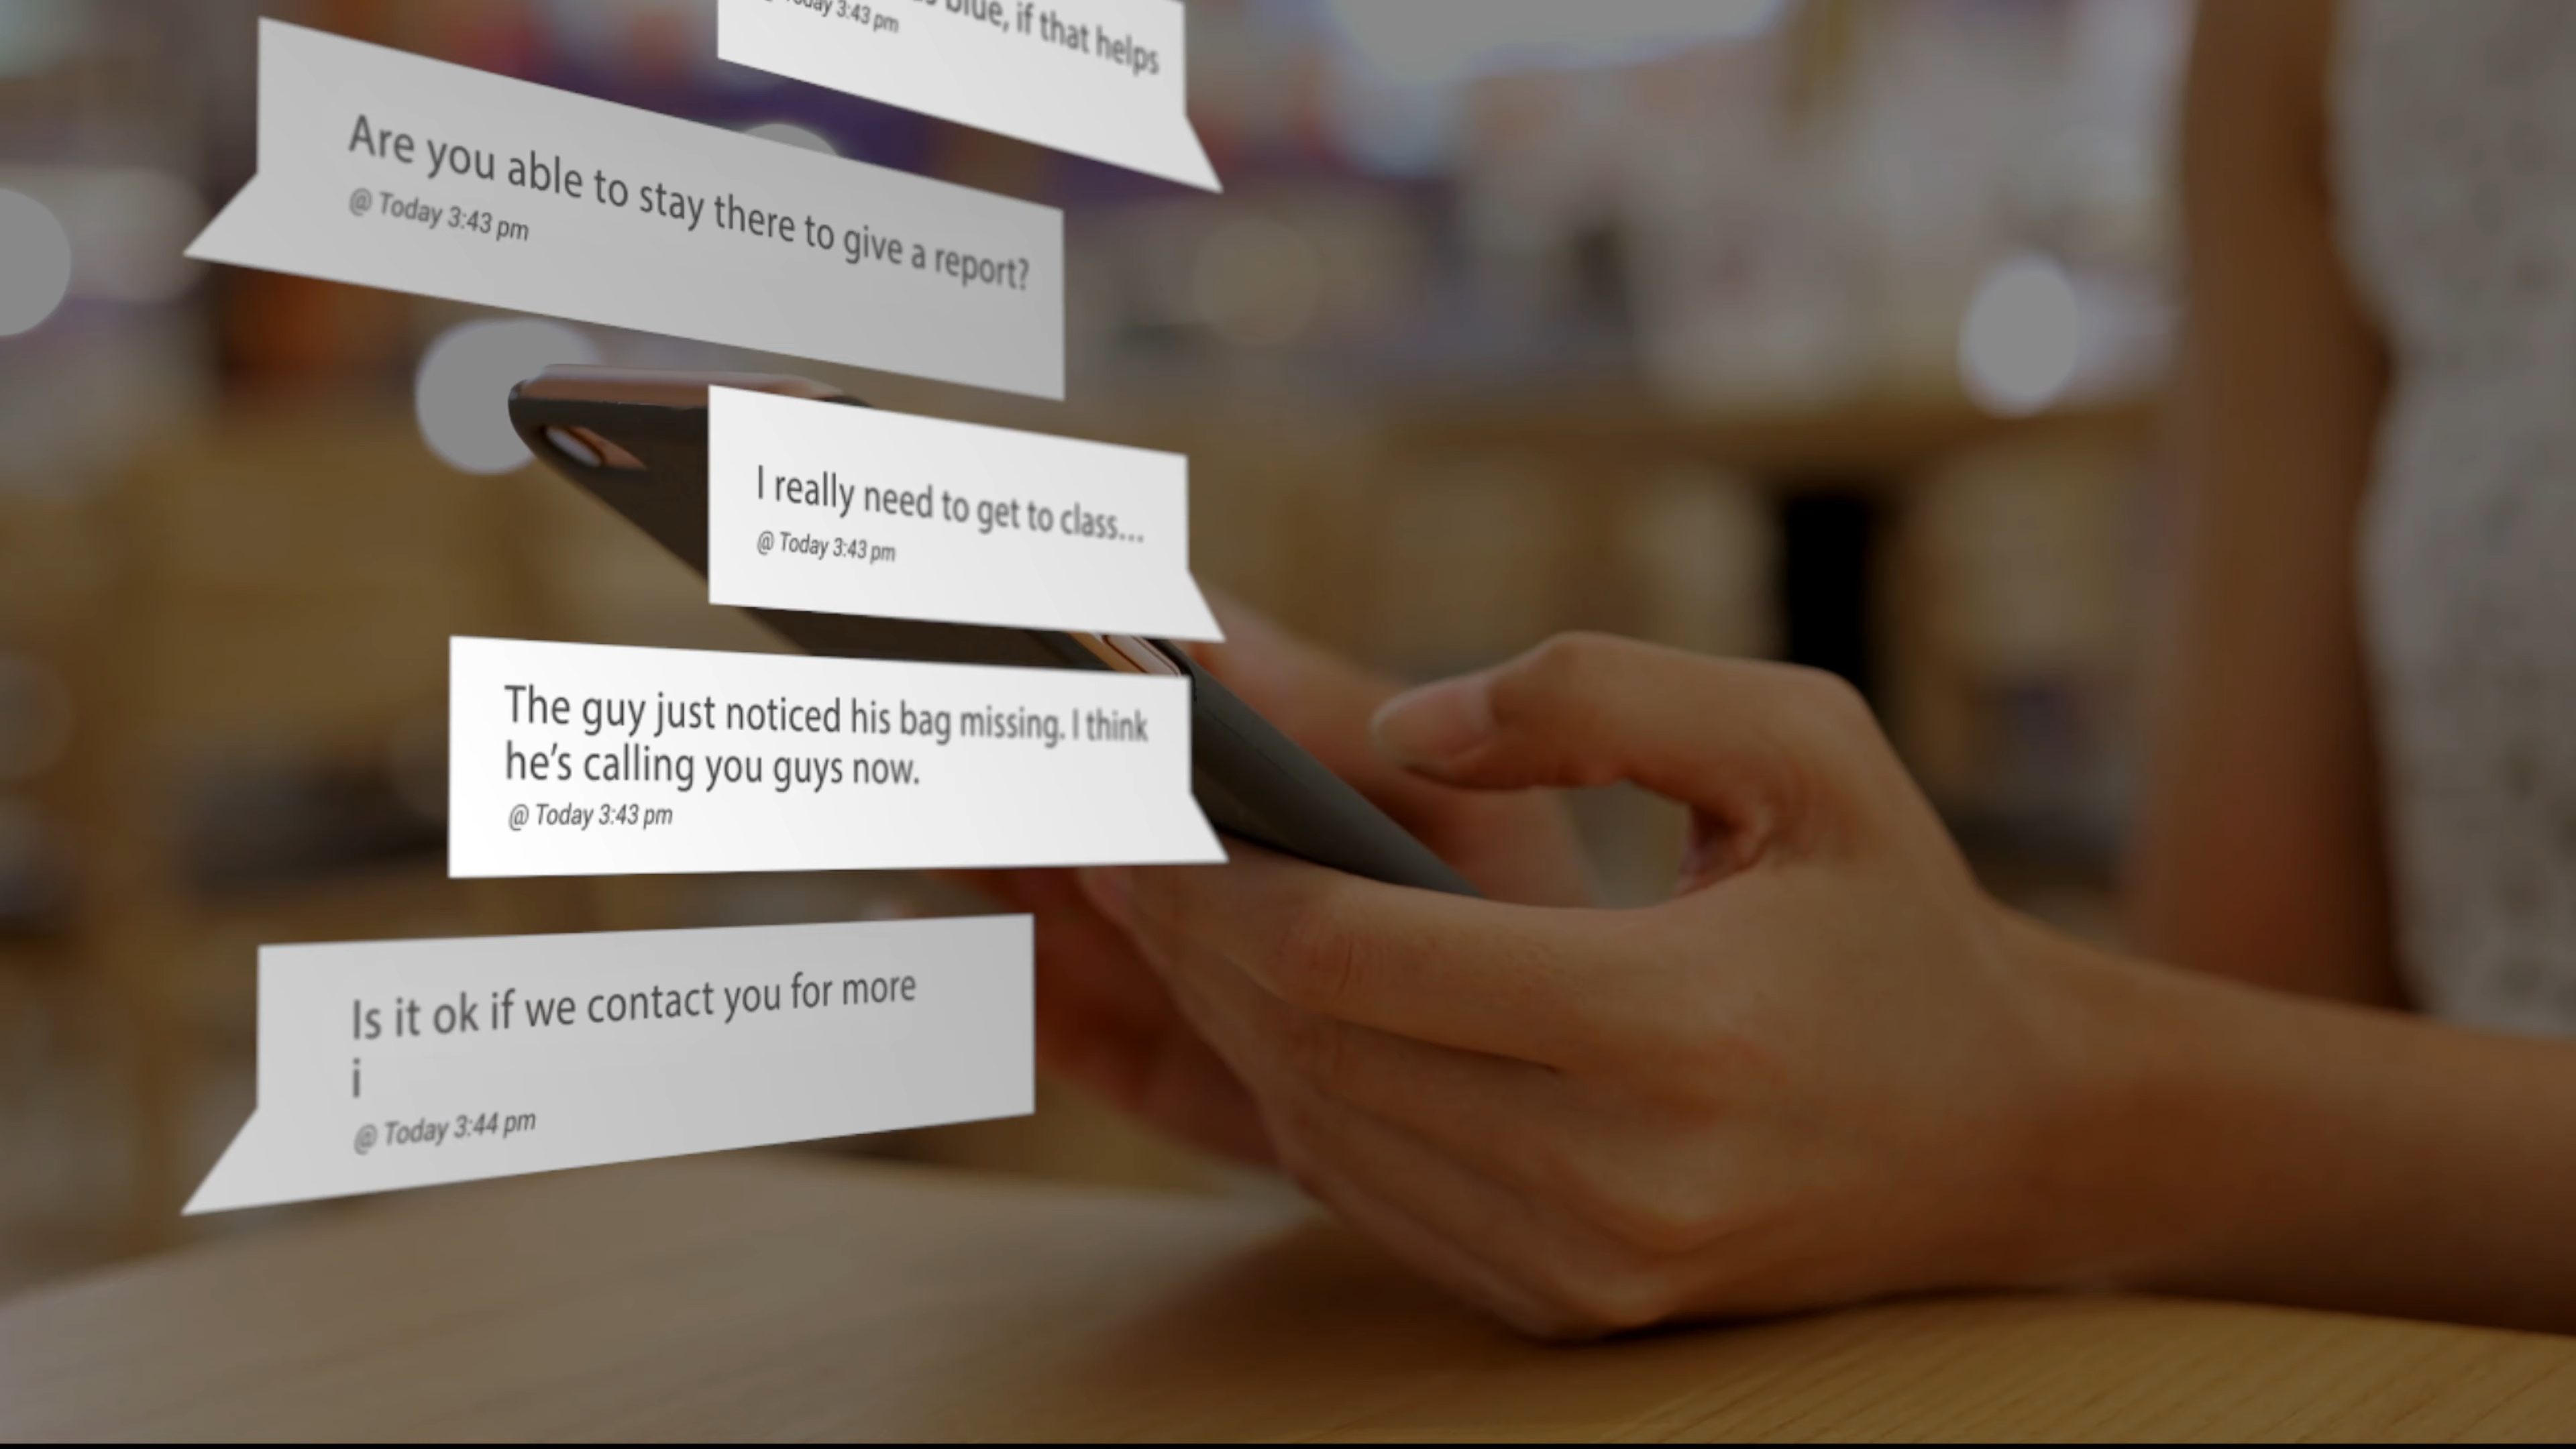 blue, if that helps
3:43 pm
Are you able to stay there to give a report?
@ Today 3:43 pm
I really need to get to class...
@ Today 3:43 pm
The guy just noticed his bag missing. I think
he's calling you guys now.
@ Today 3:43 pm
Is it ok if we contact you for more
i
@ Today 3:44 pm